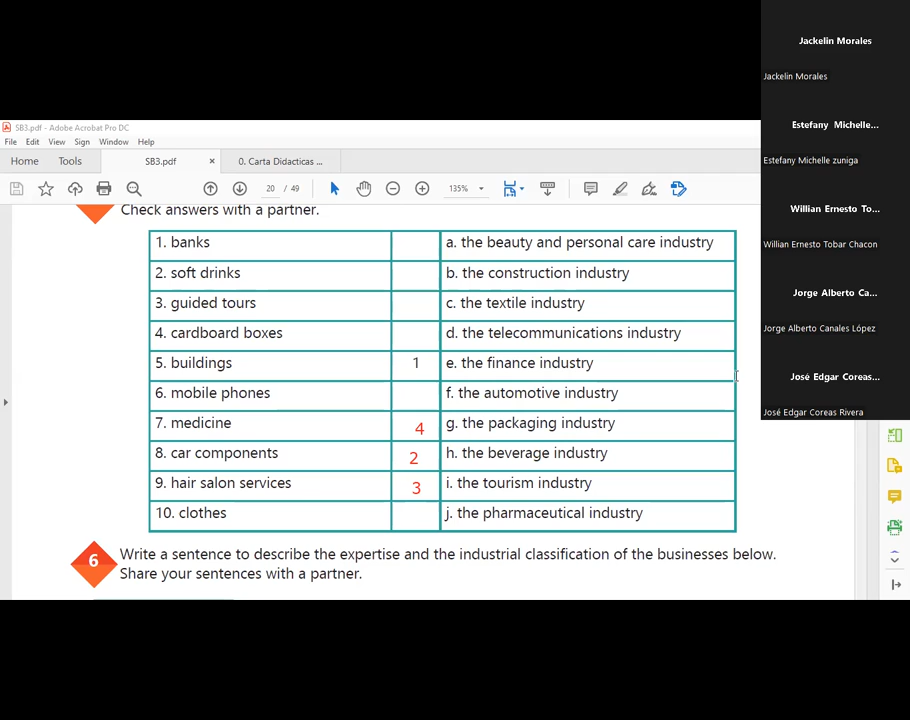 Jackelin Morales
Jackelin Morales
Estefany Michelle...
Estefany Michelle zuniga
Willian Ernesto To...
Willian Ernesto Tobar Chacon
Jorge Alberto Ca...
Jorge Alberto Canales López
José Edgar Coreas...
José Edgar Coreas Rivera
SB3.pdf - Adobe Acrobat Pro DC
File Edit View Sign Window Help
Home Tools SB3.pdf × 0. Carta Didacticas ...
20 / 49 135%
Check answers with a partner.
1. banks a. the beauty and personal care industry
2. soft drinks b. the construction industry
3. guided tours c. the textile industry
4. cardboard boxes d. the telecommunications industry
5. buildings 1 e. the finance industry
6. mobile phones f. the automotive industry
7. medicine 4 g. the packaging industry
8. car components 2 h. the beverage industry
9. hair salon services 3 i. the tourism industry
10. clothes j. the pharmaceutical industry
6 Write a sentence to describe the expertise and the industrial classification of the businesses below.
Share your sentences with a partner.